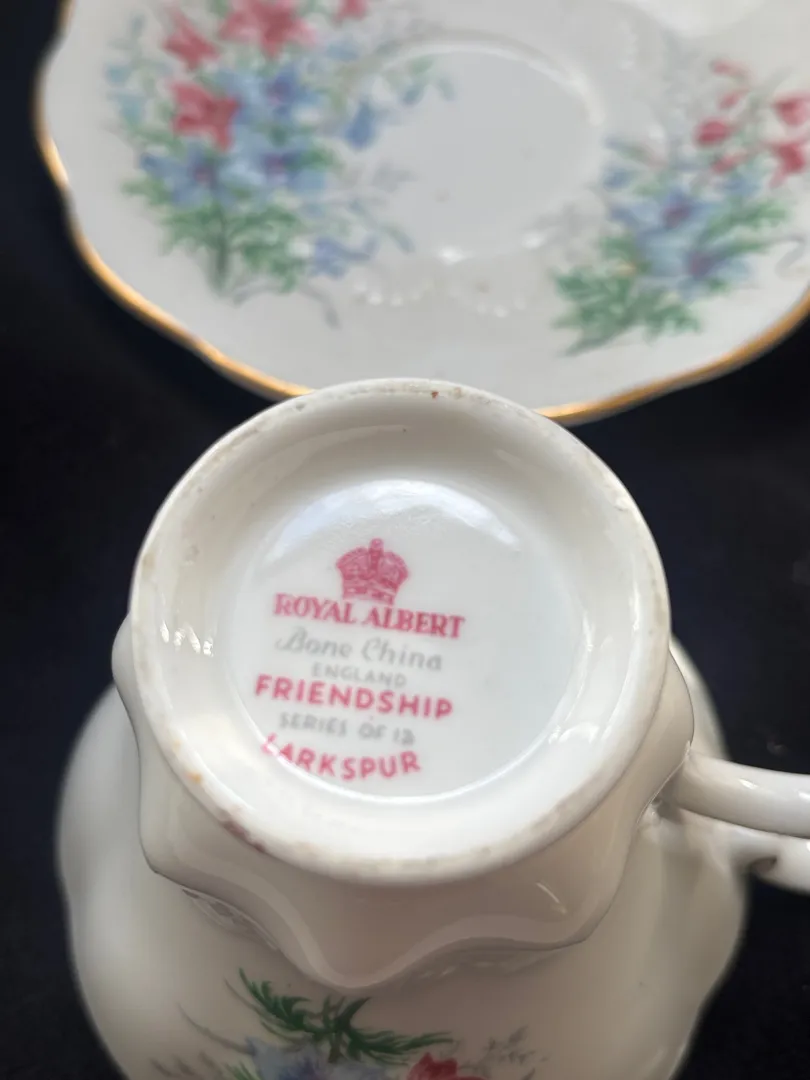 ROYAL ALBERT
Bone China
ENGLAND
FRIENDSHIP
SERIES OF 12
LARKSPUR